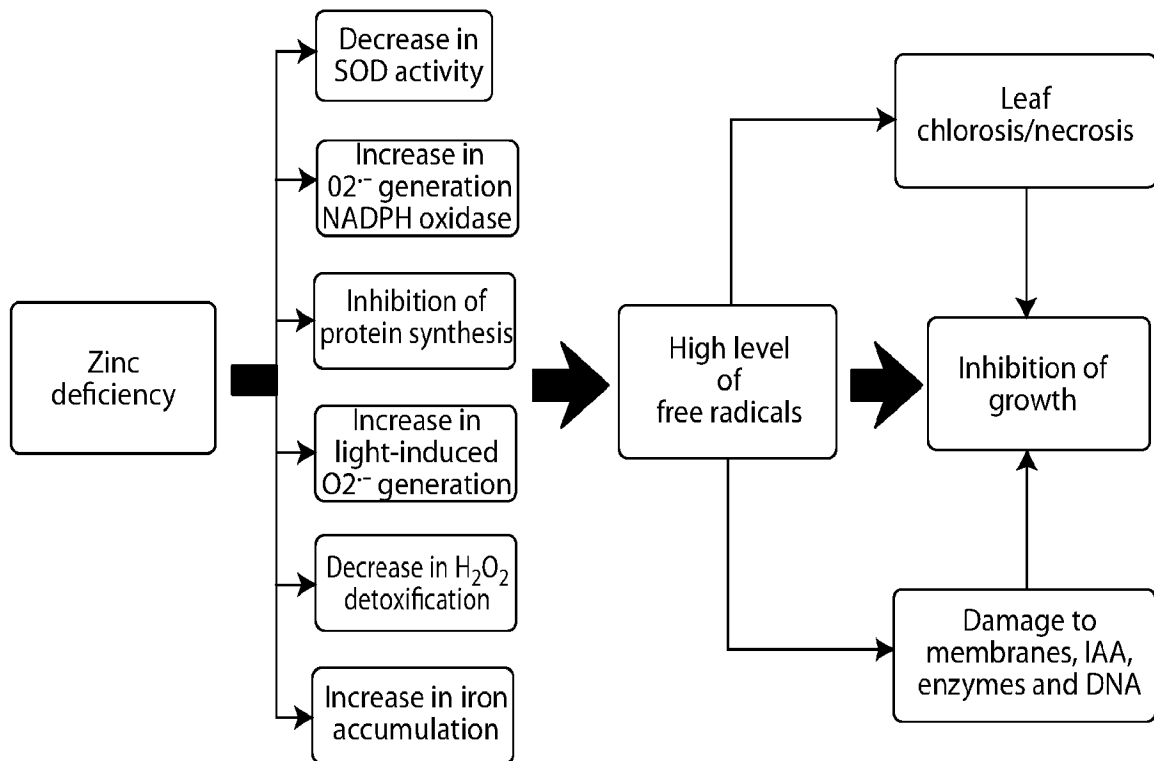 Zinc
deficiency
Decrease in
SOD activity
Increase in
02·− generation
NADPH oxidase
Inhibition of
protein synthesis
Increase in
light-induced
O2·− generation
Decrease in H₂O₂
detoxification
Increase in iron
accumulation
High level
of
free radicals
Leaf
chlorosis/necrosis
Inhibition of
growth
Damage to
membranes, IAA,
enzymes and DNA